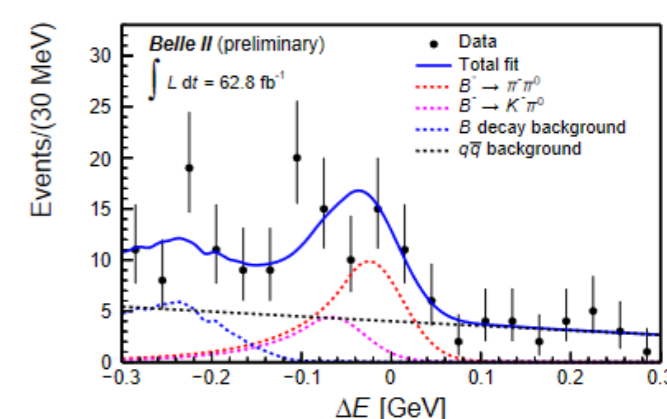 Belle II (preliminary)
∫ L dt = 62.8 fb⁻¹
Data
Total fit
B⁻ → π⁻π⁰
B⁻ → K⁻π⁰
B decay background
qq̅ background
Events/(30 MeV)
30
25
20
15
10
5
0
−0.3 −0.2 −0.1 0 0.1 0.2 0.3
ΔE [GeV]